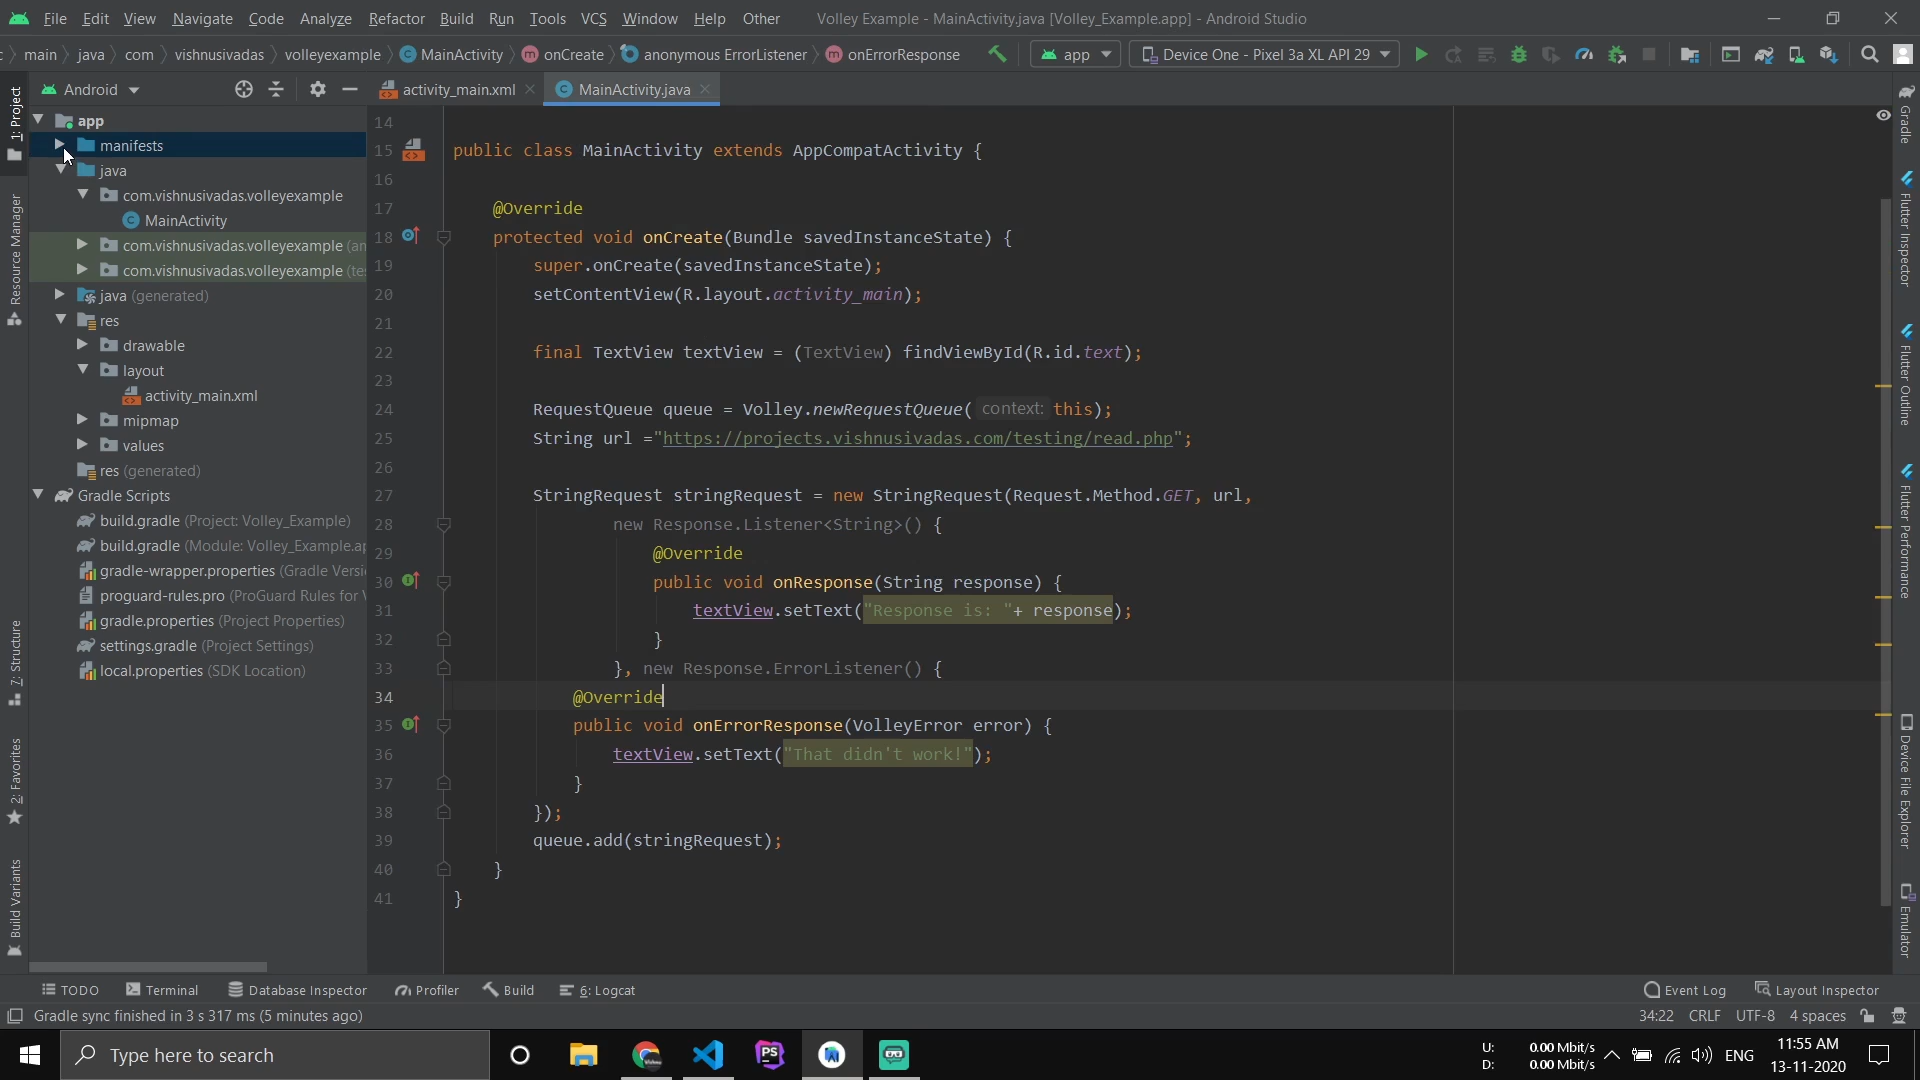 File Edit View Navigate Code Analyze Refactor Build Run Tools VCS Window Help Other Volley Example - MainActivity.java [Volley_Example.app] - Android Studio
main java com vishnusivadas volleyexample MainActivity onCreate anonymous ErrorListener onErrorResponse app Device One - Pixel 3a XL API 29
Android activity_main.xml MainActivity.java
1: Project
Resource Manager
7: Structure
2: Favorites
Build Variants
app
manifests
java
com.vishnusivadas.volleyexample
MainActivity
com.vishnusivadas.volleyexample
com.vishnusivadas.volleyexample
java (generated)
res
drawable
layout
activity_main.xml
mipmap
values
res (generated)
Gradle Scripts
build.gradle (Project: Volley_Example)
build.gradle (Module: Volley_Example.ap
gradle-wrapper.properties (Gradle Versi
proguard-rules.pro (ProGuard Rules for
gradle.properties (Project Properties)
settings.gradle (Project Settings)
local.properties (SDK Location)
14
15 public class MainActivity extends AppCompatActivity {
16
17 @Override
18 protected void onCreate(Bundle savedInstanceState) {
19 super.onCreate(savedInstanceState);
20 setContentView(R.layout.activity_main);
21
22 final TextView textView = (TextView) findViewById(R.id.text);
23
24 RequestQueue queue = Volley.newRequestQueue( context: this);
25 String url ="https://projects.vishnusivadas.com/testing/read.php";
26
27 StringRequest stringRequest = new StringRequest(Request.Method.GET, url,
28 new Response.Listener<String>() {
29 @Override
30 public void onResponse(String response) {
31 textView.setText("Response is: "+ response);
32 }
33 }, new Response.ErrorListener() {
34 @Override
35 public void onErrorResponse(VolleyError error) {
36 textView.setText("That didn't work!");
37 }
38 });
39 queue.add(stringRequest);
40 }
41 }
Gradle
Flutter Inspector
Flutter Outline
Flutter Performance
Device File Explorer
Emulator
TODO Terminal Database Inspector Profiler Build 6: Logcat Event Log Layout Inspector
Gradle sync finished in 3 s 317 ms (5 minutes ago) 34:22 CRLF UTF-8 4 spaces
Type here to search PS U: 0.00 Mbit/s ENG 11:55 AM
D: 0.00 Mbit/s 13-11-2020